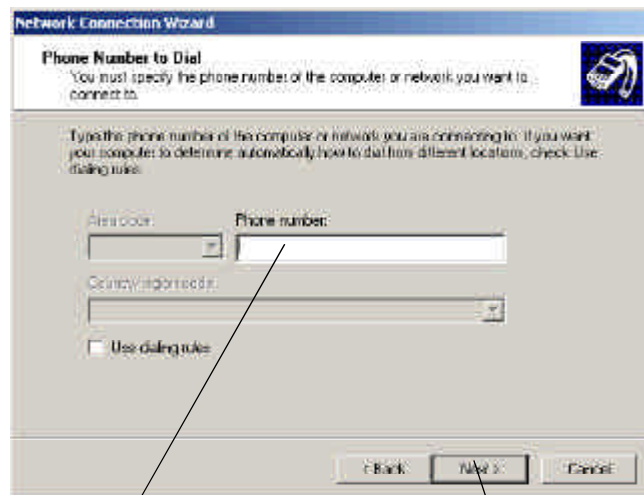 Network Connection Wizard
Phone Number to Dial
You must specify the phone number of the computer or network you want to
connect to.
Type the phone number of the computer or network you are connecting to. If you want
your computer to determine automatically how to dial from different locations, check Use
dialing rules.
Area code:
Phone number:
Country/region code:
Use dialing rules
< Back
Next >
Cancel